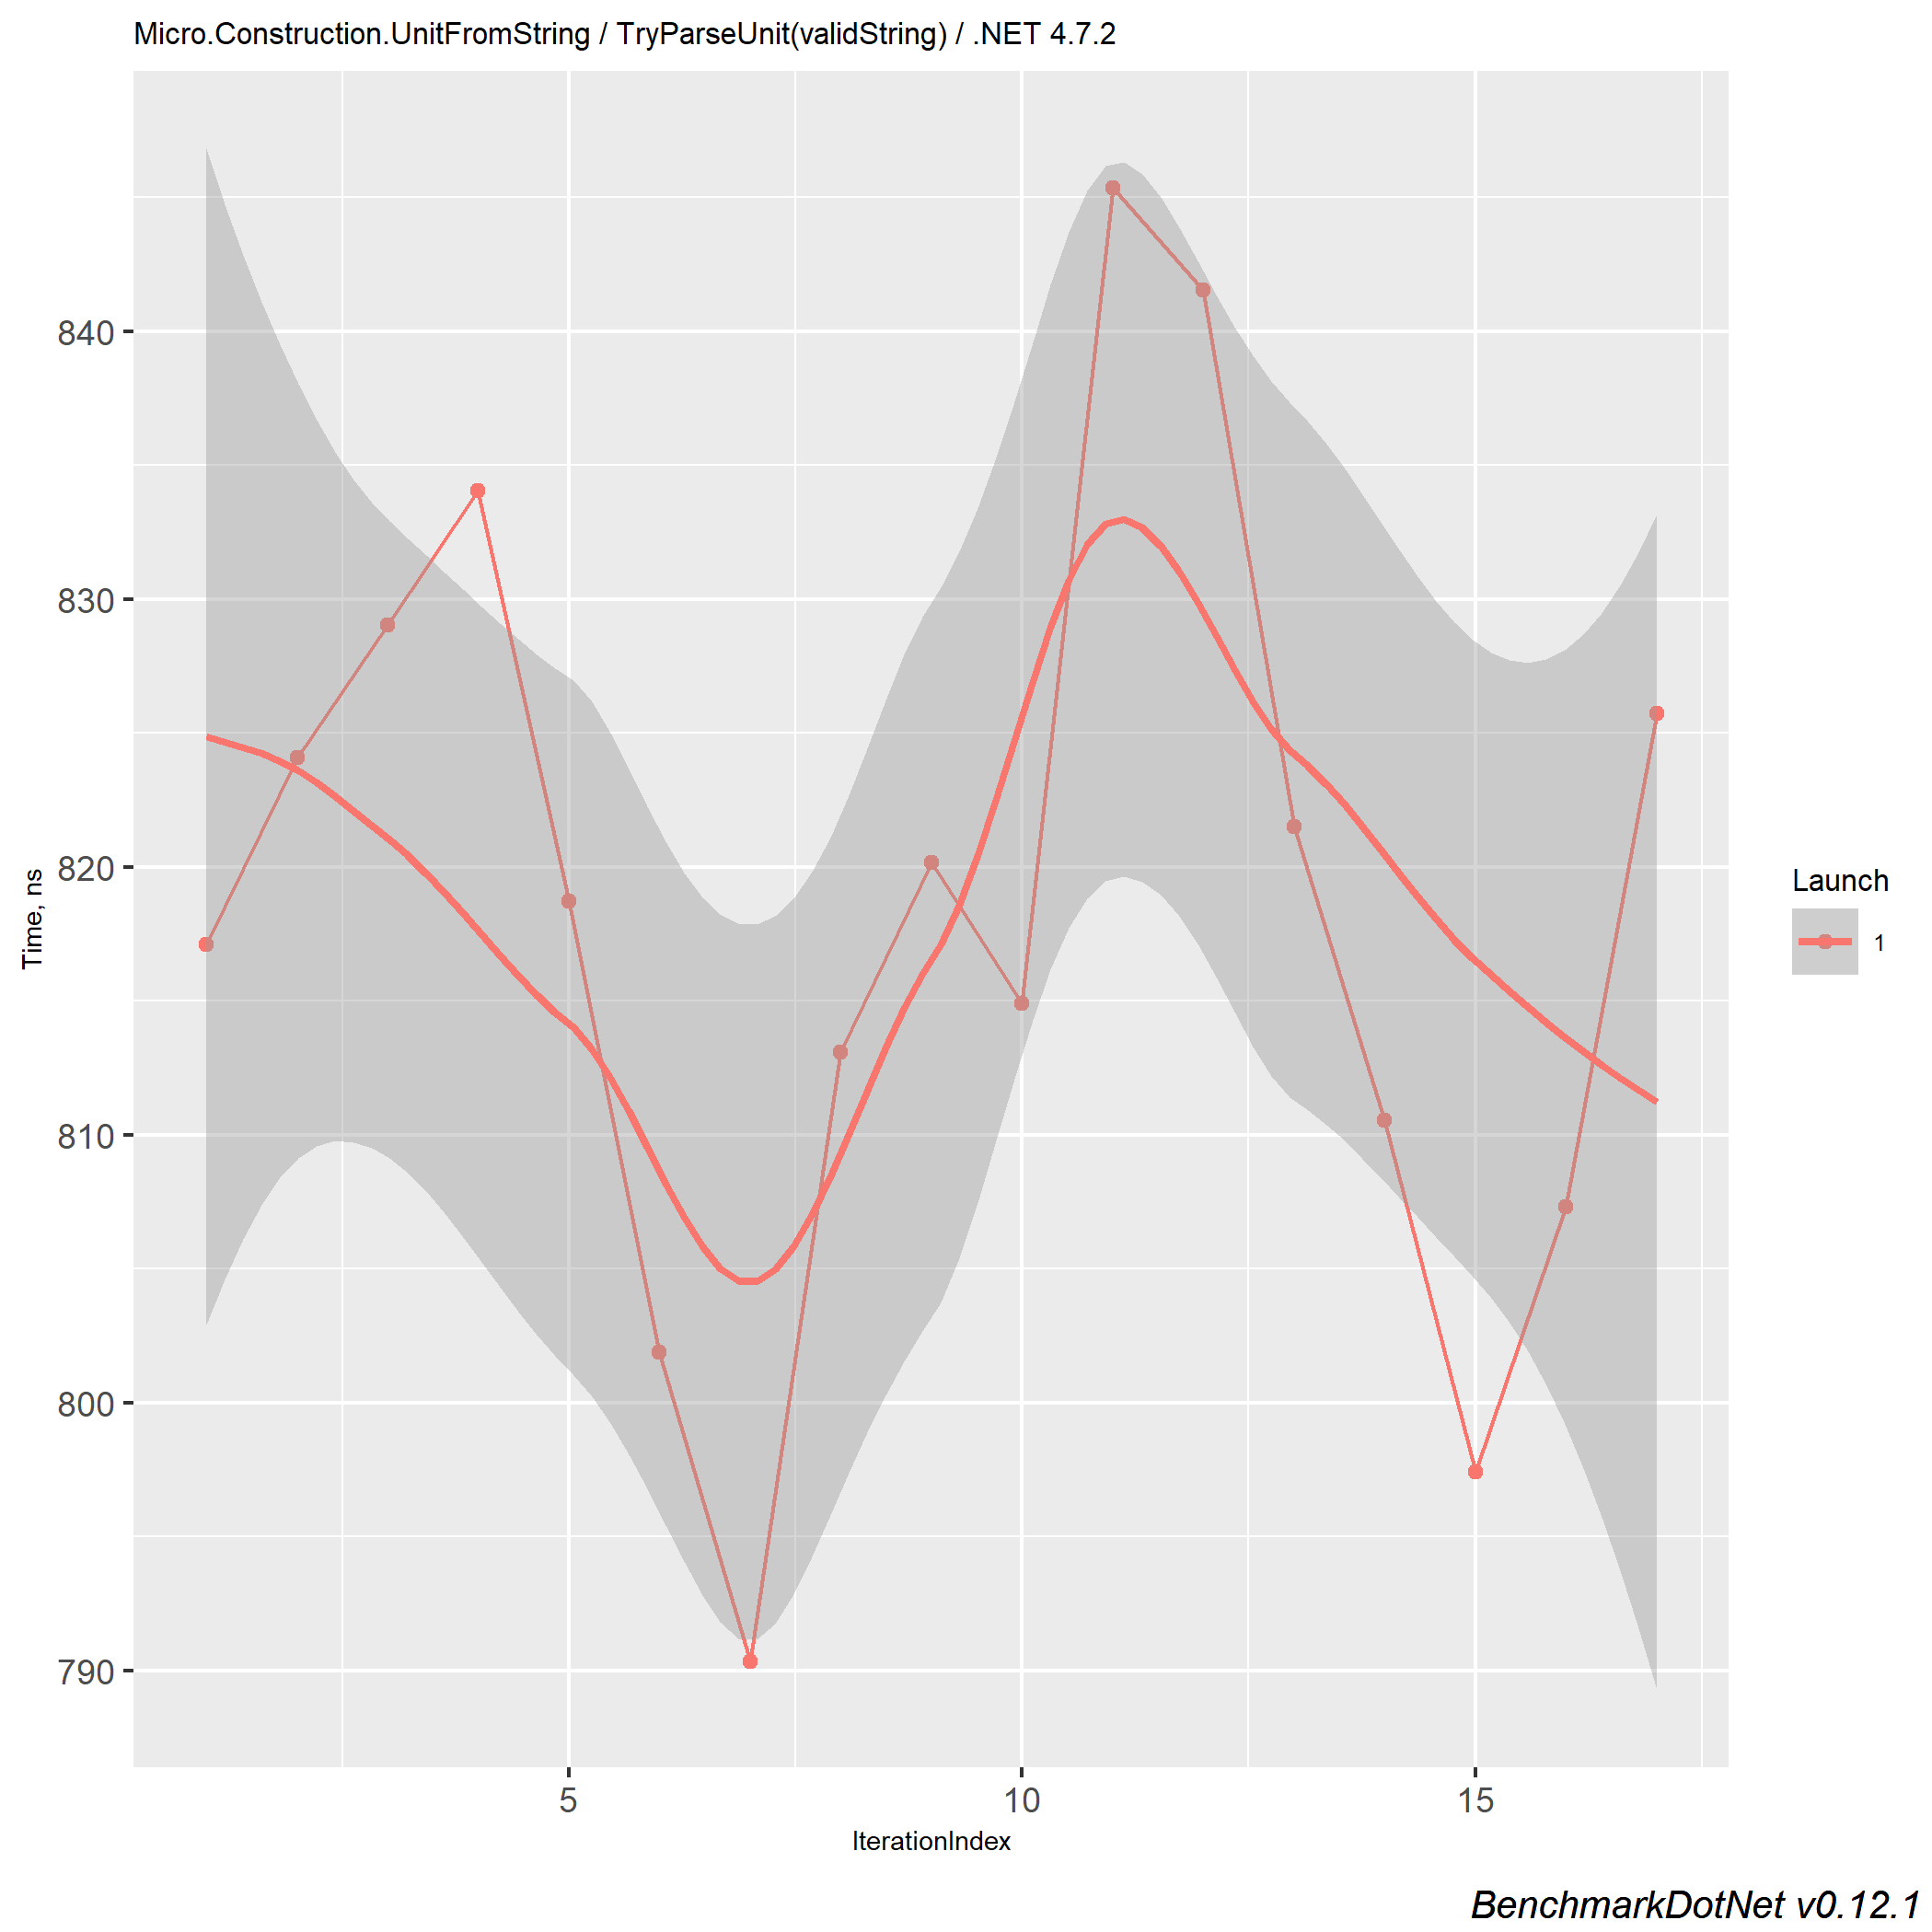 Micro.Construction.UnitFromString / TryParseUnit(validString) / .NET 4.7.2
840
830
820
810
800
790
Time, ns
5 10 15
IterationIndex
Launch
1
BenchmarkDotNet v0.12.1